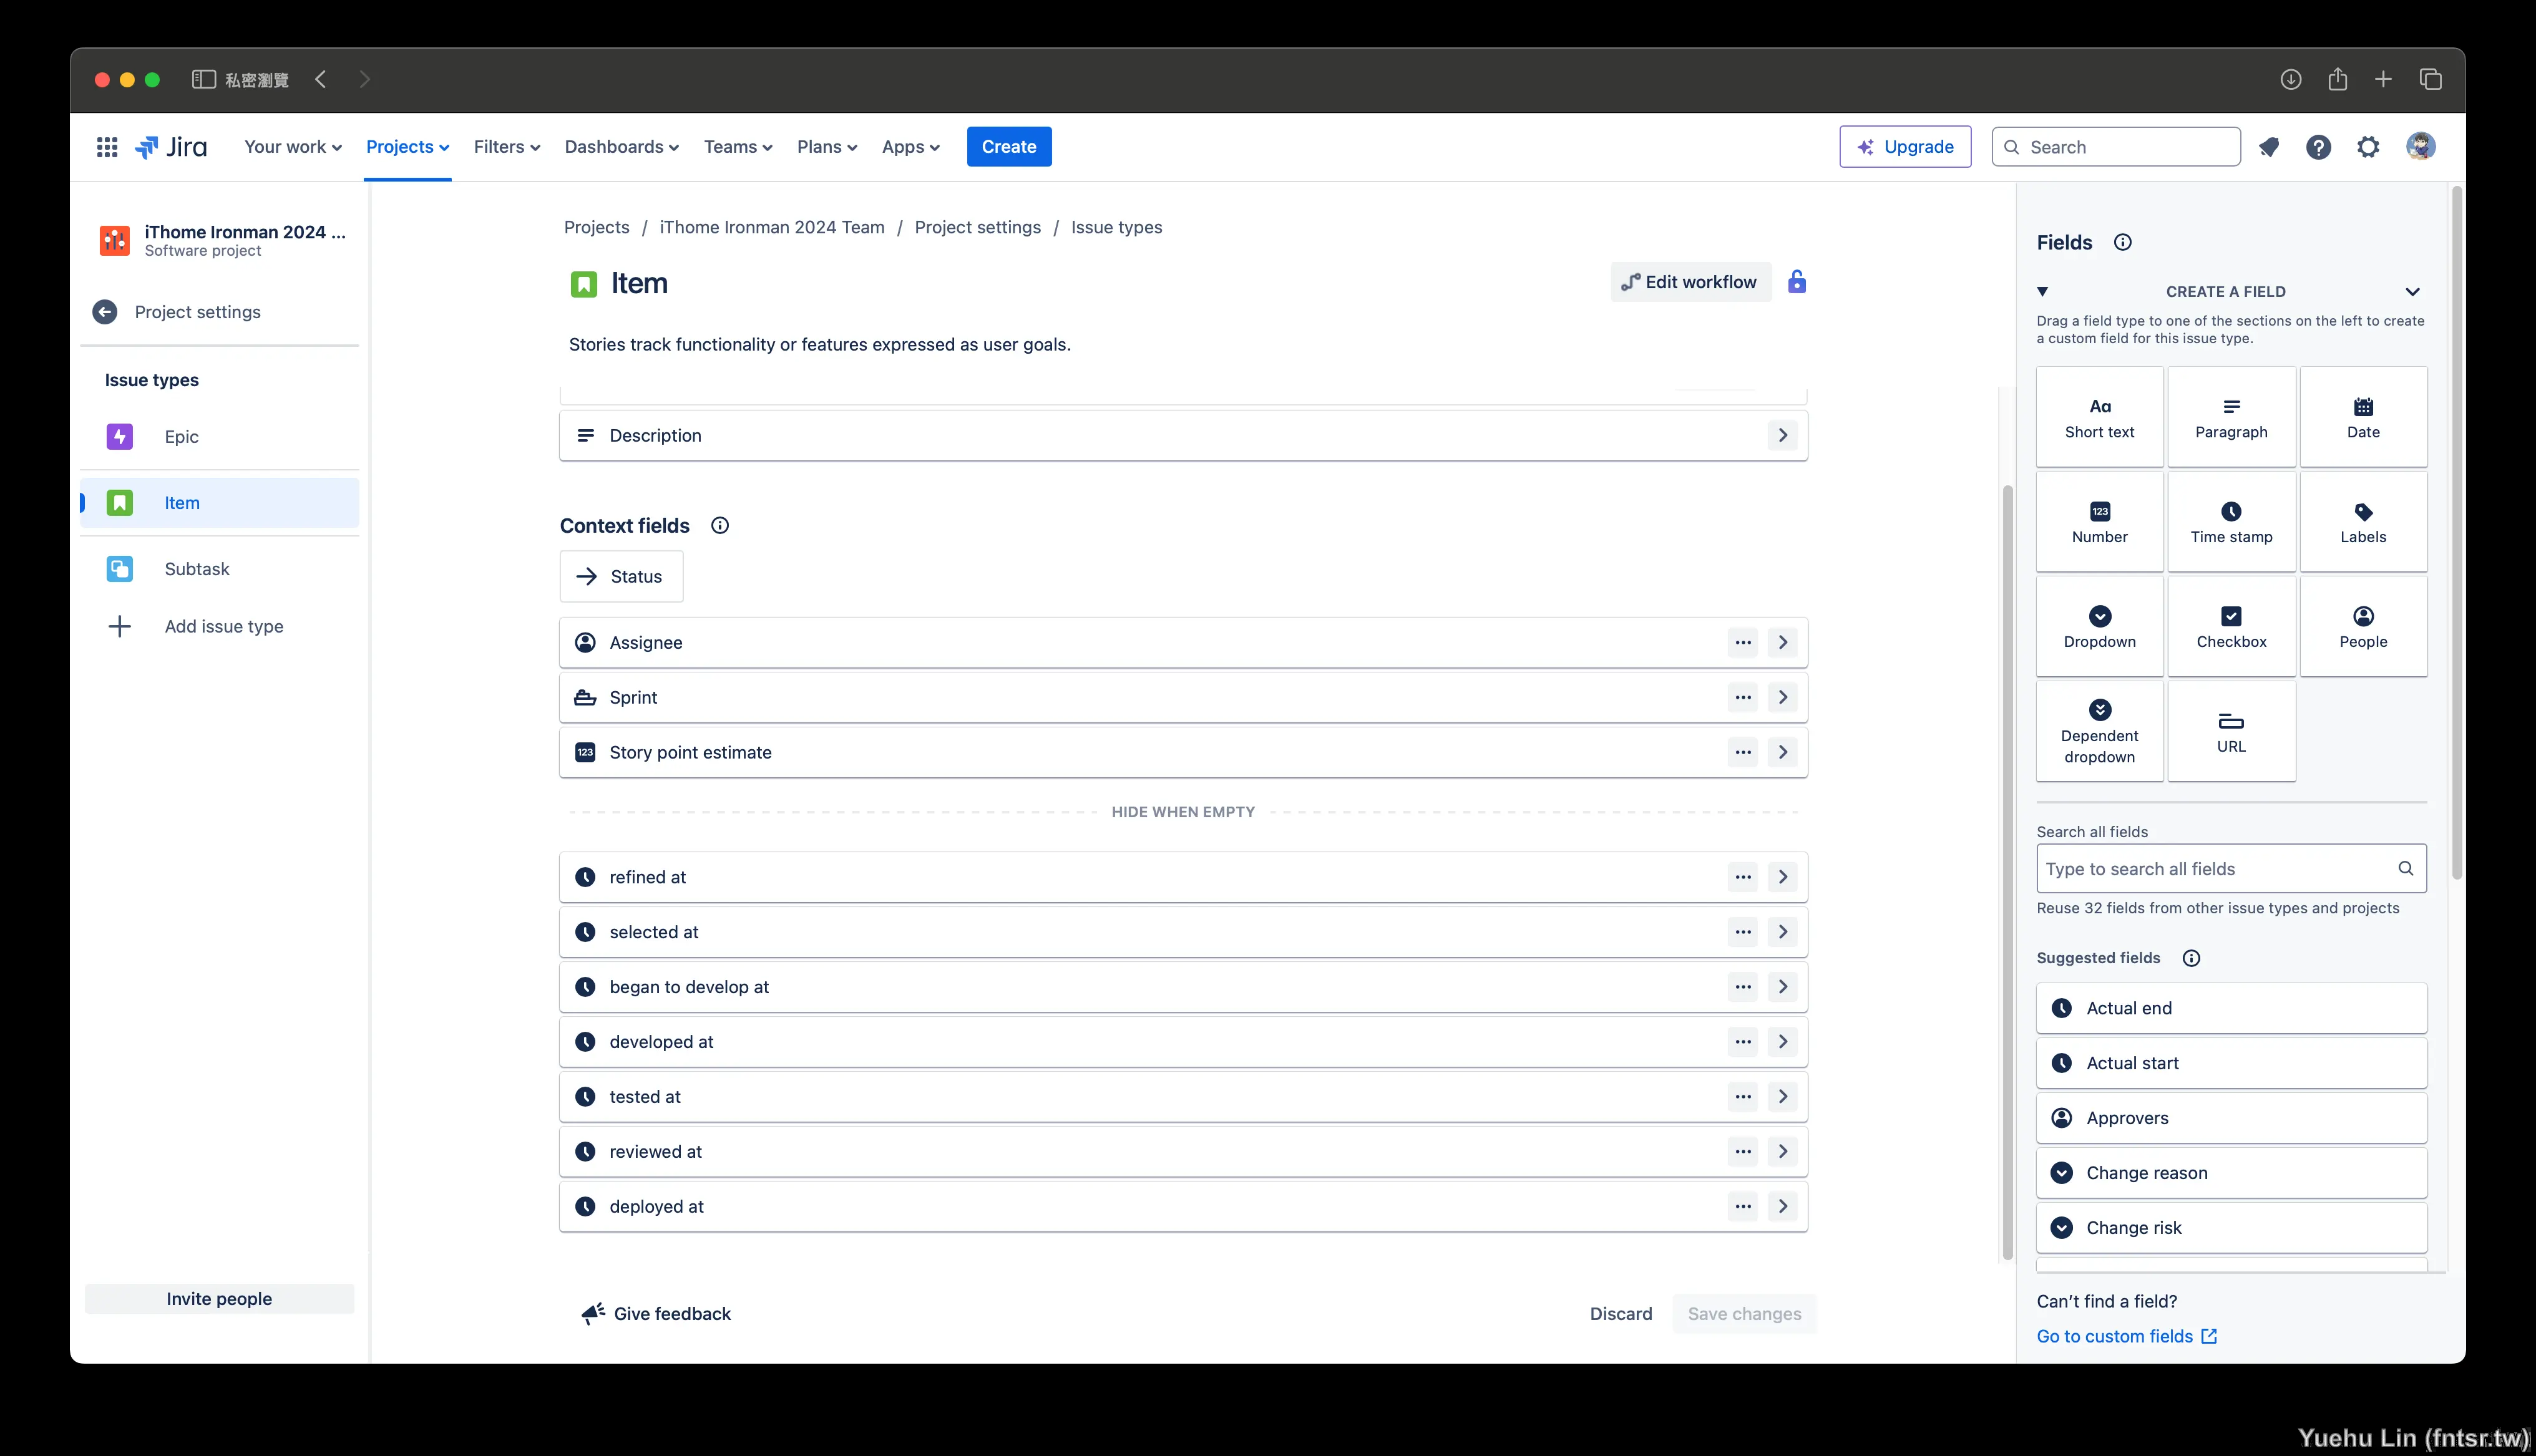 私密瀏覽
Jira
Your work
Projects
Filters
Dashboards
Teams
Plans
Apps
Create
Upgrade
Search
iThome Ironman 2024 ...
Software project
Project settings
Issue types
Epic
Item
Subtask
Add issue type
Invite people
Projects / iThome Ironman 2024 Team / Project settings / Issue types
Item
Edit workflow
Stories track functionality or features expressed as user goals.
Description
Context fields
Status
Assignee
Sprint
123 Story point estimate
HIDE WHEN EMPTY
refined at
selected at
began to develop at
developed at
tested at
reviewed at
deployed at
Give feedback
Discard
Save changes
Fields
CREATE A FIELD
Drag a field type to one of the sections on the left to create
a custom field for this issue type.
Aa
Short text
Paragraph
Date
123
Number
Time stamp
Labels
Dropdown
Checkbox
People
Dependent
dropdown
URL
Search all fields
Type to search all fields
Reuse 32 fields from other issue types and projects
Suggested fields
Actual end
Actual start
Approvers
Change reason
Change risk
Can't find a field?
Go to custom fields
Yuehu Lin (fntsr.tw)